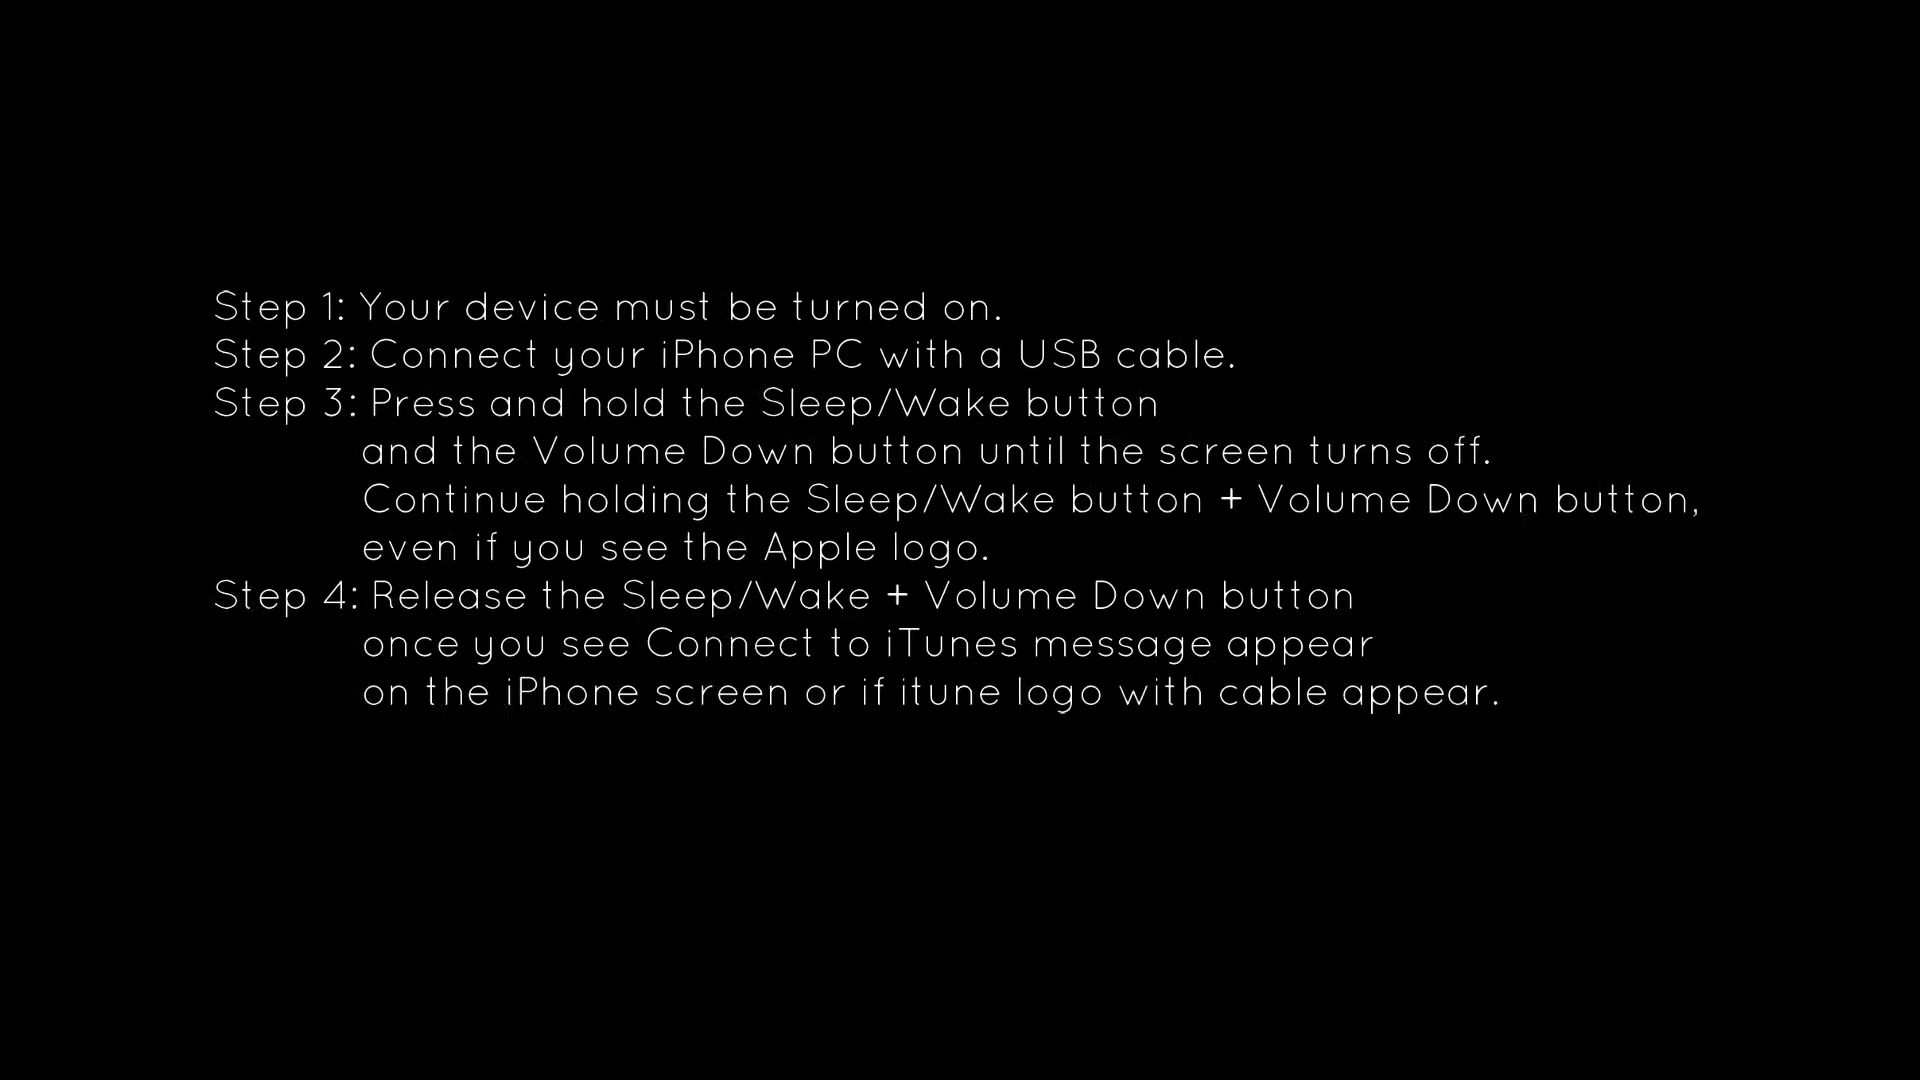 Step 1: Your device must be turned on.
Step 2: Connect your iPhone PC with a USB cable.
Step 3: Press and hold the Sleep/Wake button
and the Volume Down button until the screen turns off.
Continue holding the Sleep/Wake button + Volume Down button,
even if you see the Apple logo.
Step 4: Release the Sleep/Wake + Volume Down button
once you see Connect to iTunes message appear
on the iPhone screen or if itune logo with cable appear.